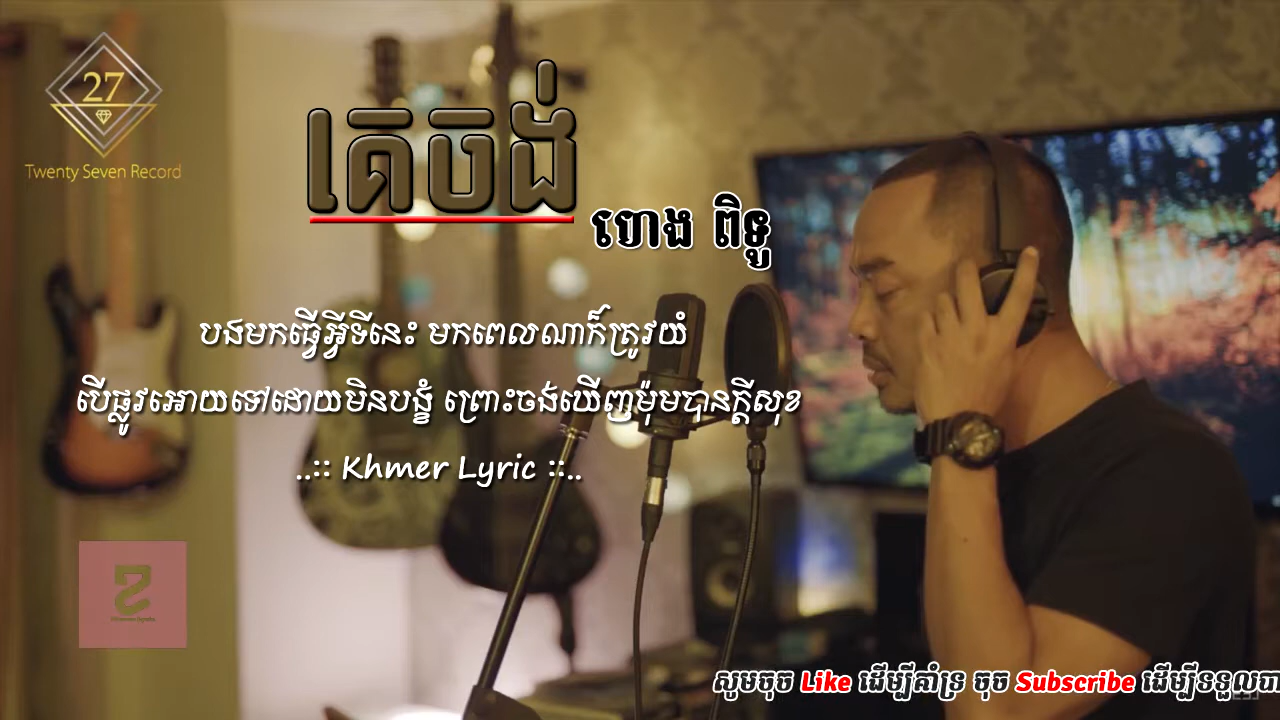 27
Twenty Seven Record
គេចង់
ហេង ពិទូ
បងមកធ្វើអ្វីទីនេះ មកពេលណាក៏ត្រូវយំ
បើផ្លូវអោយទៅដោយមិនបង្ខំ ព្រោះចង់ឃើញម៉ុមបានក្តីសុខ
..:: Khmer Lyric ::..
សូមចុច Like ដើម្បីគាំទ្រ ចុច Subscribe ដើម្បីទទួលបា